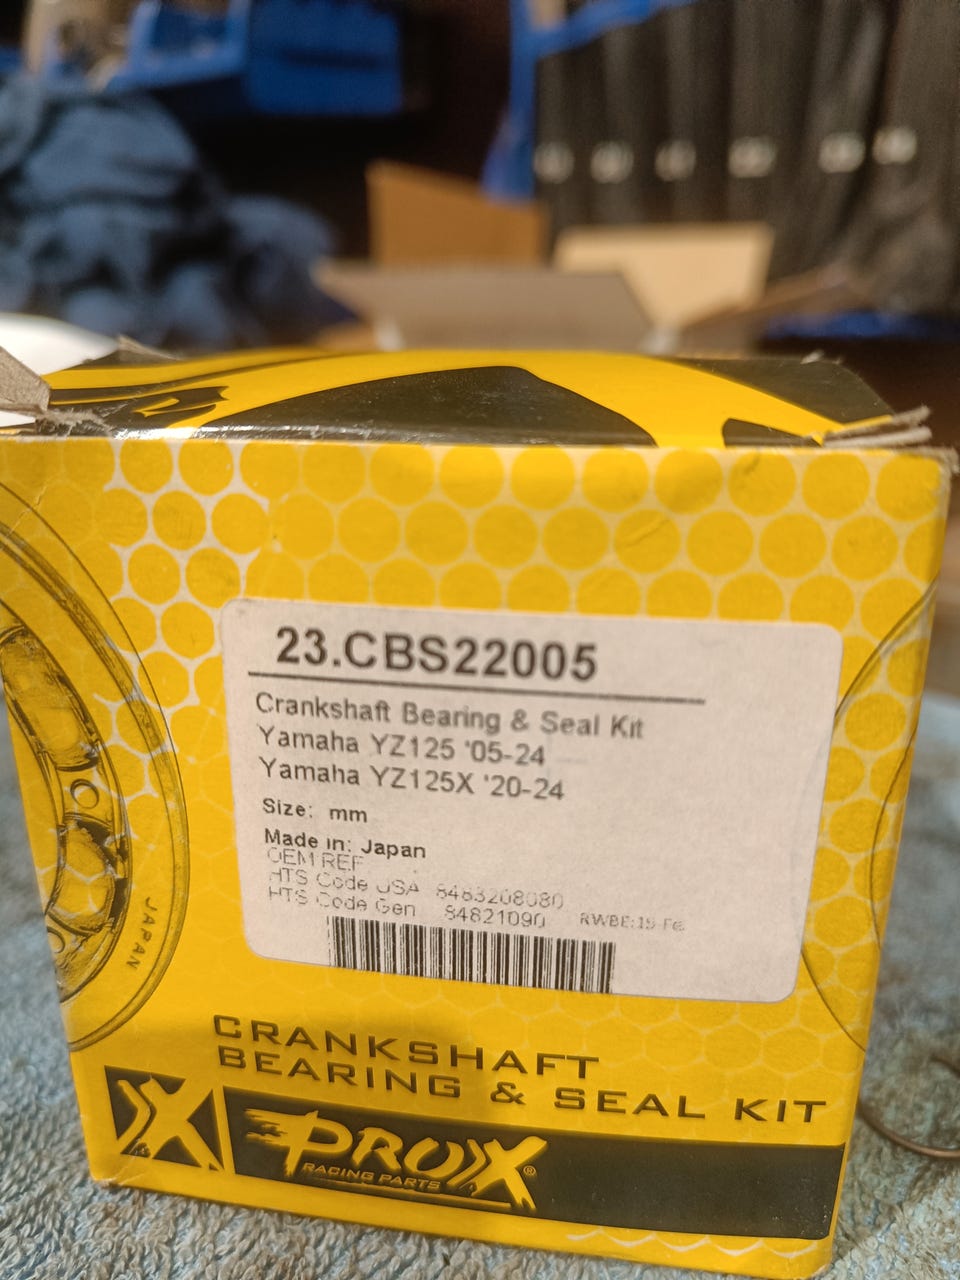 23.CBS22005
Crankshaft Bearing & Seal Kit
Yamaha YZ125 '05-24
Yamaha YZ125X '20-24
Size: mm
Made in: Japan
OEM REF
HTS Code USA 8483208080
HTS Code Gen 84821090
JAPAN
CRANKSHAFT
BEARING & SEAL KIT
PROX®
RACING PARTS